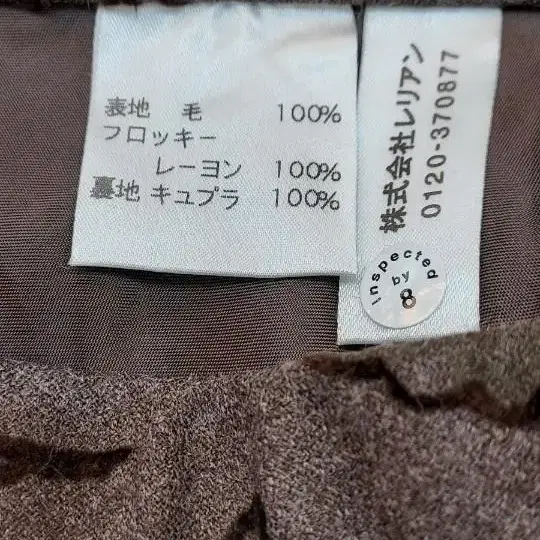 表地 毛 100%
フロッキー
レーヨン 100%
裏地 キュプラ 100%
株式会社レリアン
0120-370877
Inspected
by
8